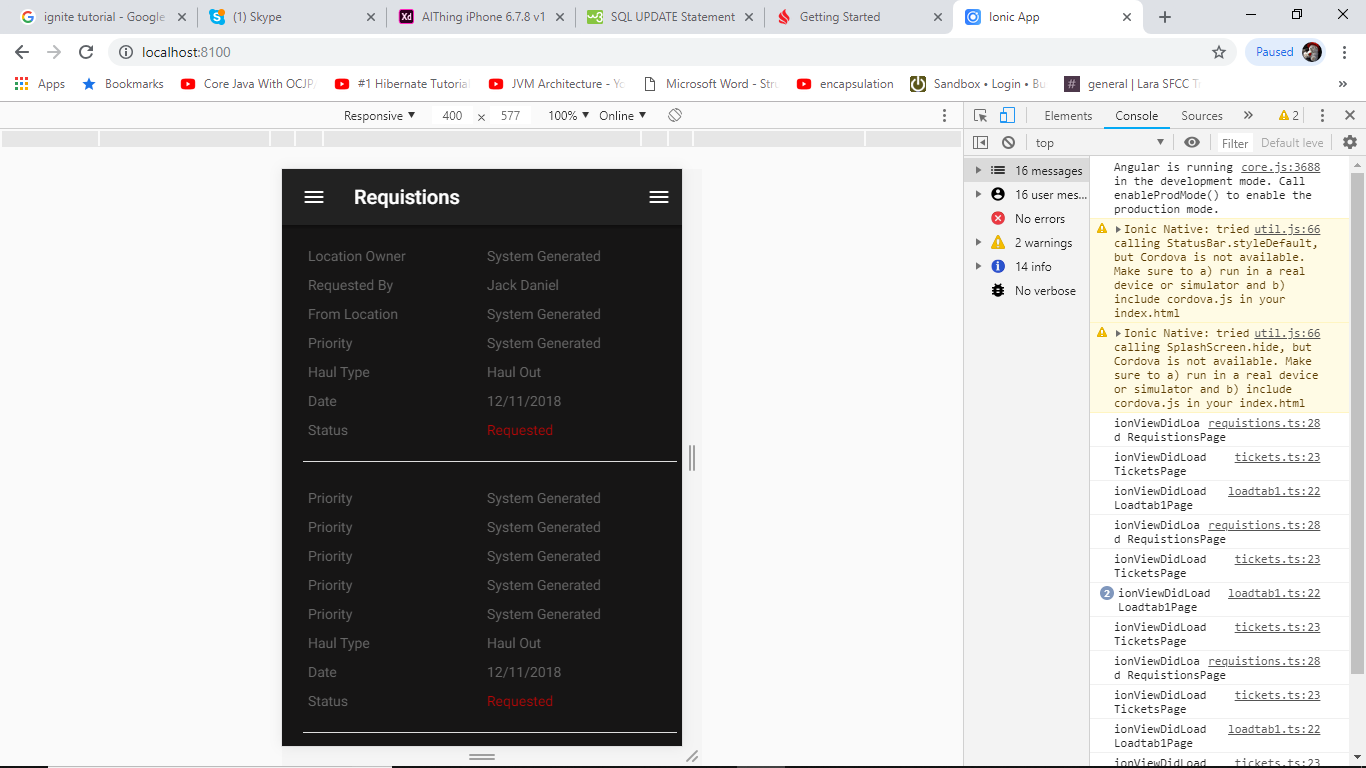 ignite tutorial - Google
(1) Skype
AIThing iPhone 6.7.8 v1
SQL UPDATE Statement
Getting Started
Ionic App
localhost:8100
Paused
Apps
Bookmarks
Core Java With OCJP
#1 Hibernate Tutorial
JVM Architecture - Yo
Microsoft Word - Stru
encapsulation
Sandbox • Login • Bu
general | Lara SFCC T
Responsive
400 x 577
100%
Online
Elements
Console
Sources
2
top
Filter
Default leve
16 messages
16 user mes...
No errors
2 warnings
14 info
No verbose
Requistions
Location Owner System Generated
Requested By Jack Daniel
From Location System Generated
Priority System Generated
Haul Type Haul Out
Date 12/11/2018
Status Requested
Priority System Generated
Priority System Generated
Priority System Generated
Priority System Generated
Priority System Generated
Haul Type Haul Out
Date 12/11/2018
Status Requested
Angular is running core.js:3688
in the development mode. Call
enableProdMode() to enable the
production mode.
Ionic Native: tried util.js:66
calling StatusBar.styleDefault,
but Cordova is not available.
Make sure to a) run in a real
device or simulator and b)
include cordova.js in your
index.html
Ionic Native: tried util.js:66
calling SplashScreen.hide, but
Cordova is not available. Make
sure to a) run in a real device
or simulator and b) include
cordova.js in your index.html
ionViewDidLoa requistions.ts:28
d RequistionsPage
ionViewDidLoad tickets.ts:23
TicketsPage
ionViewDidLoad loadtab1.ts:22
Loadtab1Page
ionViewDidLoa requistions.ts:28
d RequistionsPage
ionViewDidLoad tickets.ts:23
TicketsPage
2 ionViewDidLoad loadtab1.ts:22
Loadtab1Page
ionViewDidLoad tickets.ts:23
TicketsPage
ionViewDidLoa requistions.ts:28
d RequistionsPage
ionViewDidLoad tickets.ts:23
TicketsPage
ionViewDidLoad loadtab1.ts:22
Loadtab1Page
ionViewDidLoad tickets.ts:23